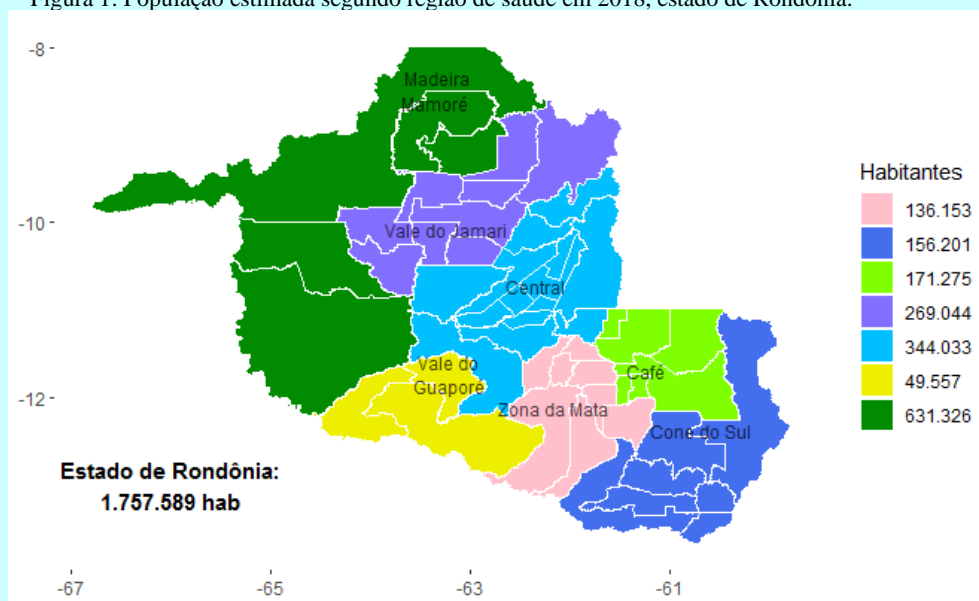 Figura 1. População estimada segundo região de saúde em 2018, estado de Rondônia.
-8
Madeira
Mamoré
Habitantes
136.153
-10
Vale do Jamari
156.201
171.275
Central
269.044
344.033
Vale do
Guaporé
Café
49.557
-12
Zona da Mata
631.326
Cone do Sul
Estado de Rondônia:
1.757.589 hab
-67
-65
-63
-61